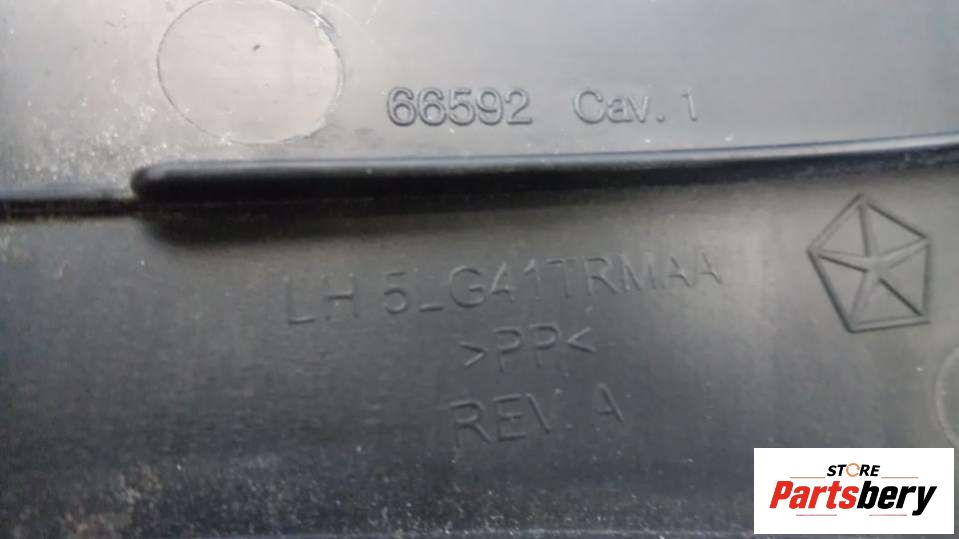 66592 Cav. 1
LH 5LG41TRMAA
>PP<
REV. A
STORE
Partsbery